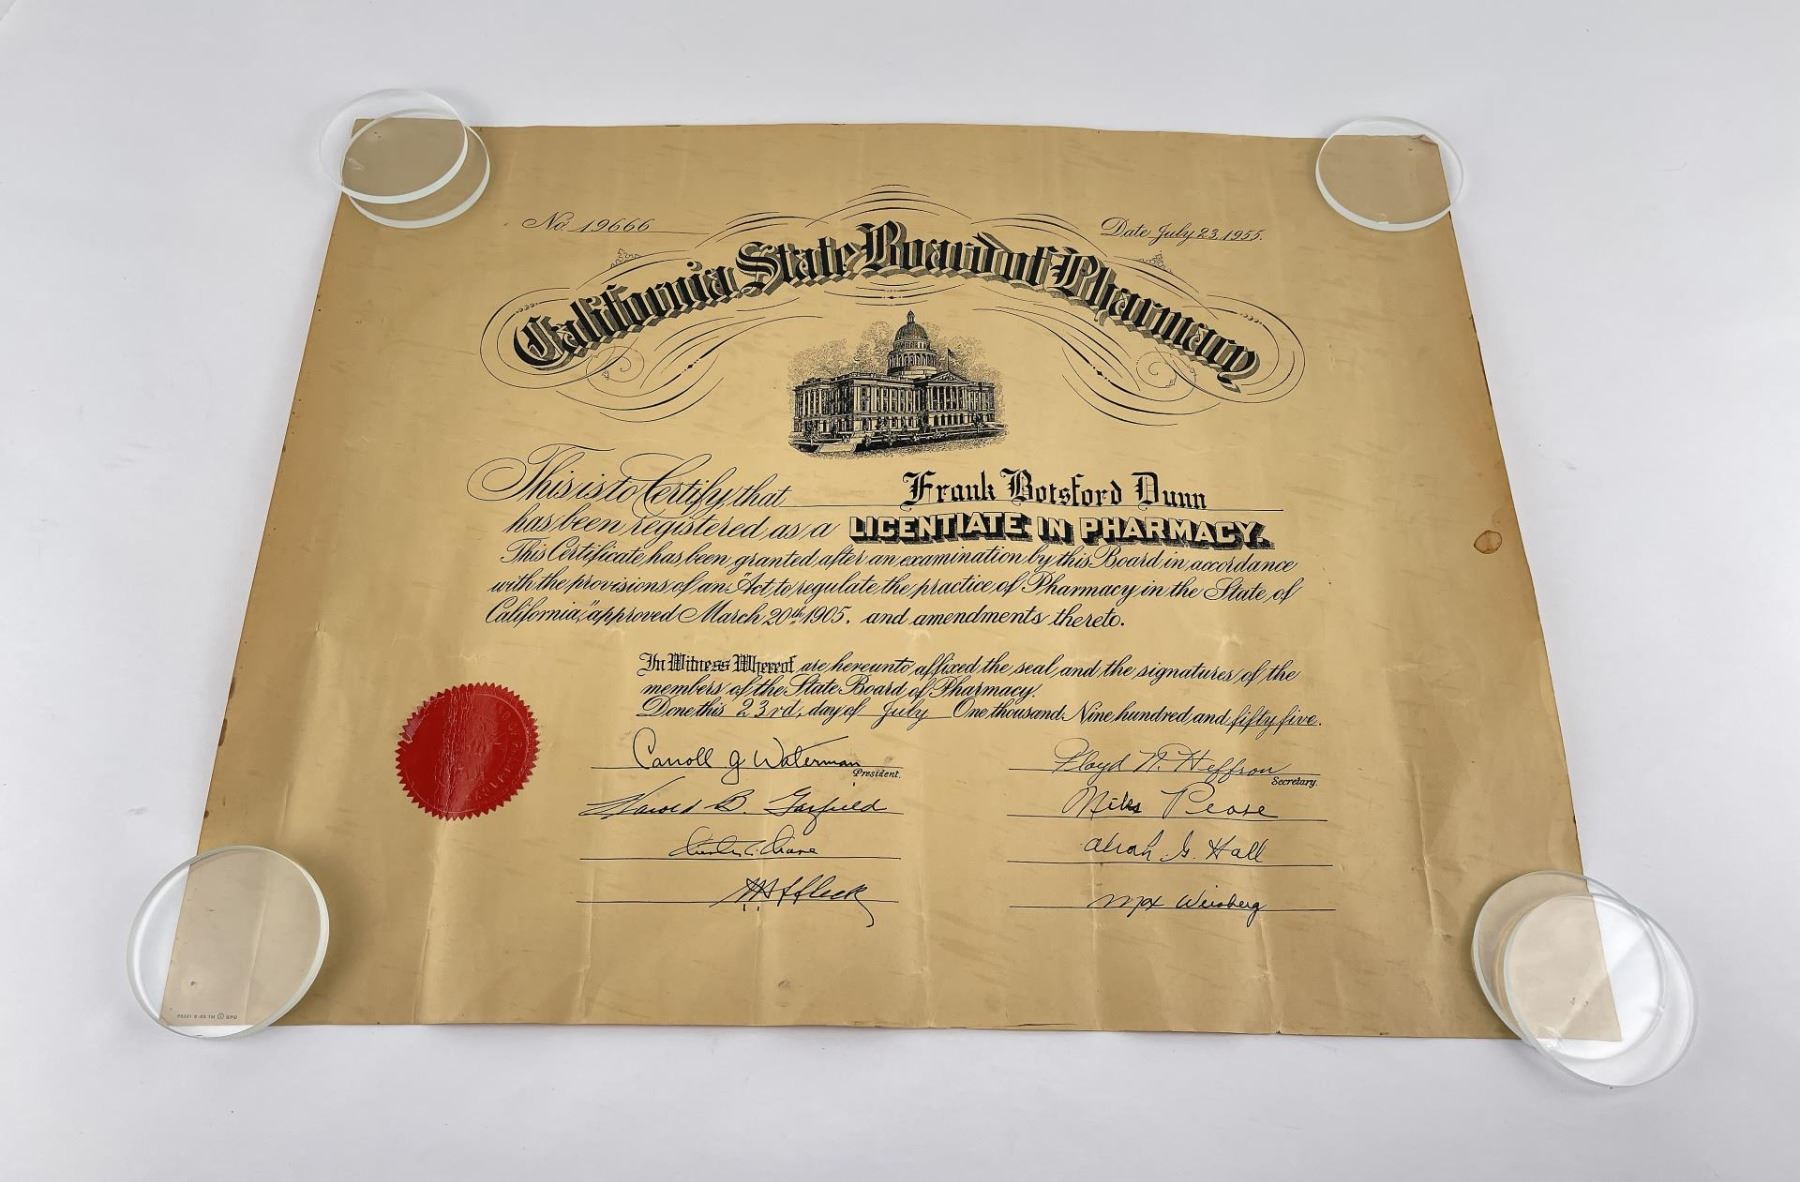 No. 19666
Date July 23, 1955.
California State Board of Pharmacy
This is to Certify, that Frank Botsford Dunn
has been registered as a LICENTIATE IN PHARMACY.
This Certificate has been granted after an examination by this Board in accordance
with the provisions of an "Act to regulate the practice of Pharmacy in the State of
California," approved March 20th 1905, and amendments thereto.
In Witness Whereof are hereunto affixed the seal and the signatures of the
members of the State Board of Pharmacy.
Done this 23rd, day of July One thousand Nine hundred and fifty five.
Carroll G Waterman
President.
Floyd N. Heffron
Secretary.
Harold B. Garfield
Niles Pease
G. Hall
Max Weisberg